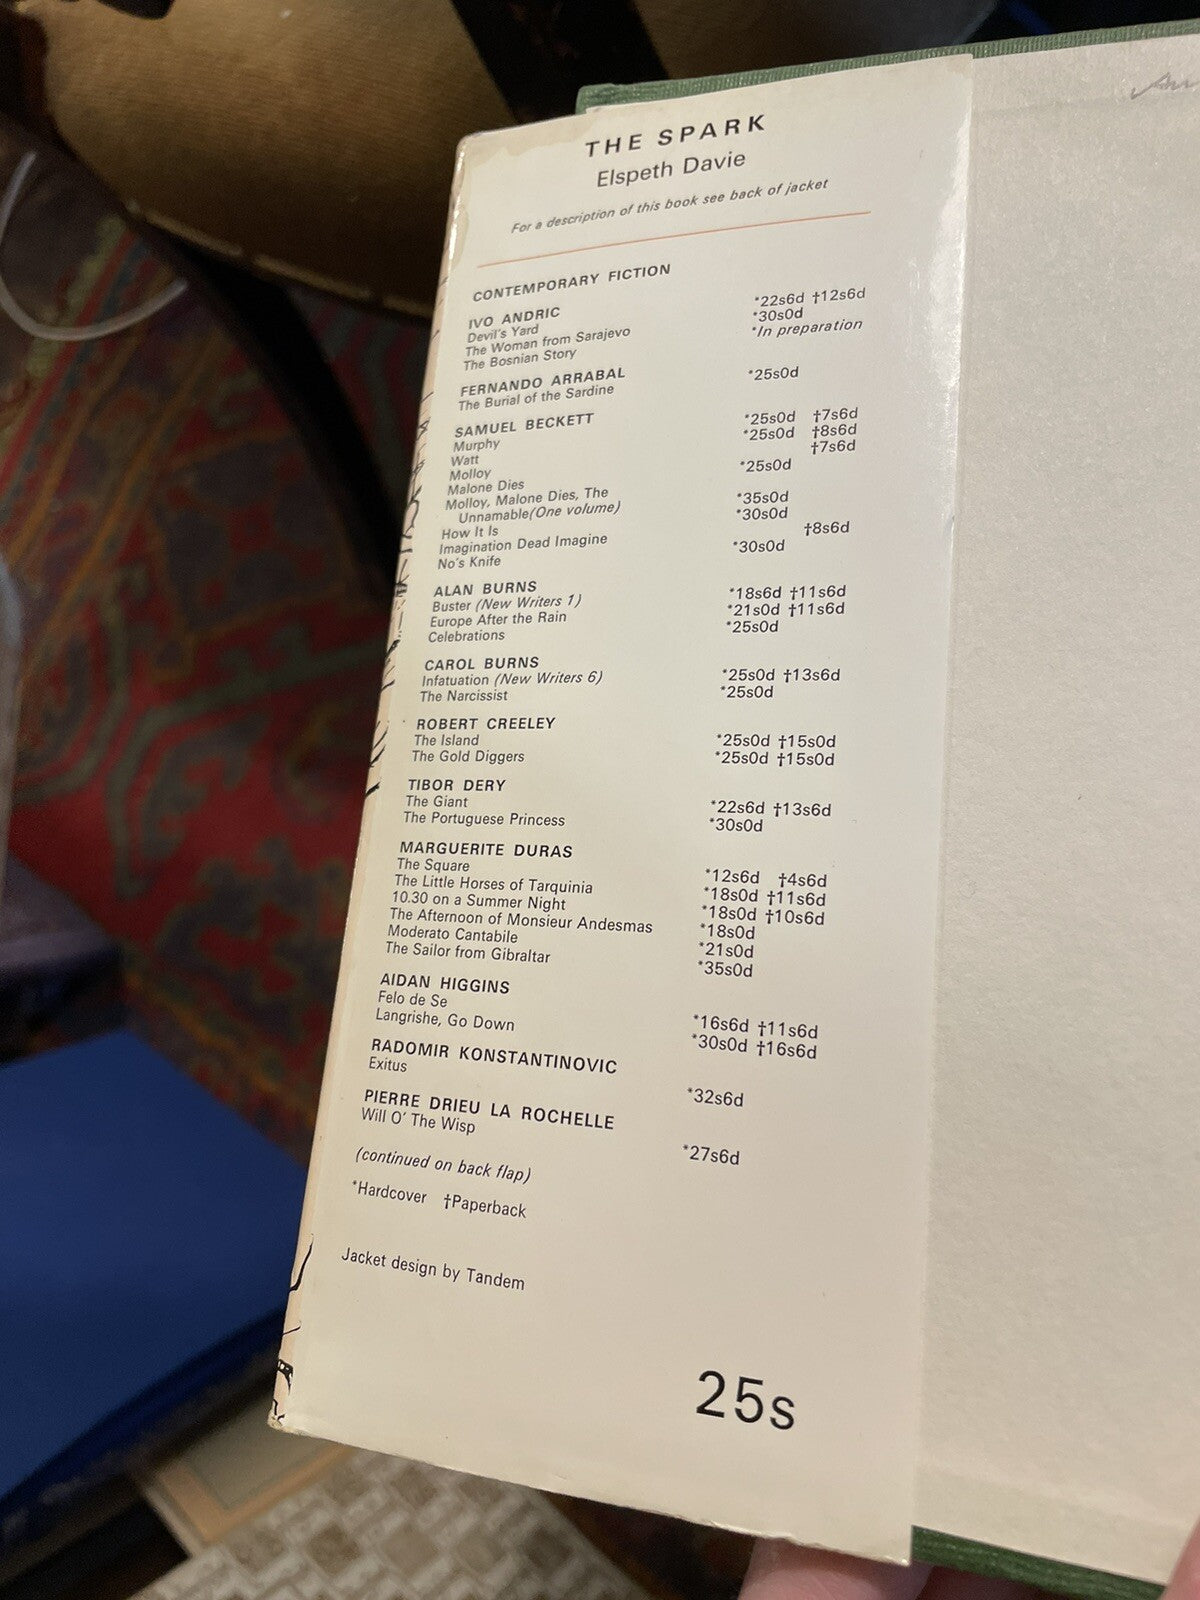 THE SPARK
Elspeth Davie
For a description of this book see back of jacket
CONTEMPORARY FICTION
IVO ANDRIC
Devil's Yard *22s6d †12s6d
The Woman from Sarajevo *30s0d
The Bosnian Story *In preparation
FERNANDO ARRABAL
The Burial of the Sardine *25s0d
SAMUEL BECKETT
Murphy *25s0d †7s6d
Watt *25s0d †8s6d
Molloy †7s6d
Malone Dies *25s0d
Molloy, Malone Dies, The
Unnamable(One volume) *35s0d
How It Is *30s0d
Imagination Dead Imagine †8s6d
No's Knife *30s0d
ALAN BURNS
Buster (New Writers 1) *18s6d †11s6d
Europe After the Rain *21s0d †11s6d
Celebrations *25s0d
CAROL BURNS
Infatuation (New Writers 6) *25s0d †13s6d
The Narcissist *25s0d
ROBERT CREELEY
The Island *25s0d †15s0d
The Gold Diggers *25s0d †15s0d
TIBOR DERY
The Giant *22s6d †13s6d
The Portuguese Princess *30s0d
MARGUERITE DURAS
The Square *12s6d †4s6d
The Little Horses of Tarquinia *18s0d †11s6d
10.30 on a Summer Night *18s0d †10s6d
The Afternoon of Monsieur Andesmas *18s0d
Moderato Cantabile *21s0d
The Sailor from Gibraltar *35s0d
AIDAN HIGGINS
Felo de Se *16s6d †11s6d
Langrishe, Go Down *30s0d †16s6d
RADOMIR KONSTANTINOVIC
Exitus *32s6d
PIERRE DRIEU LA ROCHELLE
Will O' The Wisp *27s6d
(continued on back flap)
*Hardcover †Paperback
Jacket design by Tandem
25s